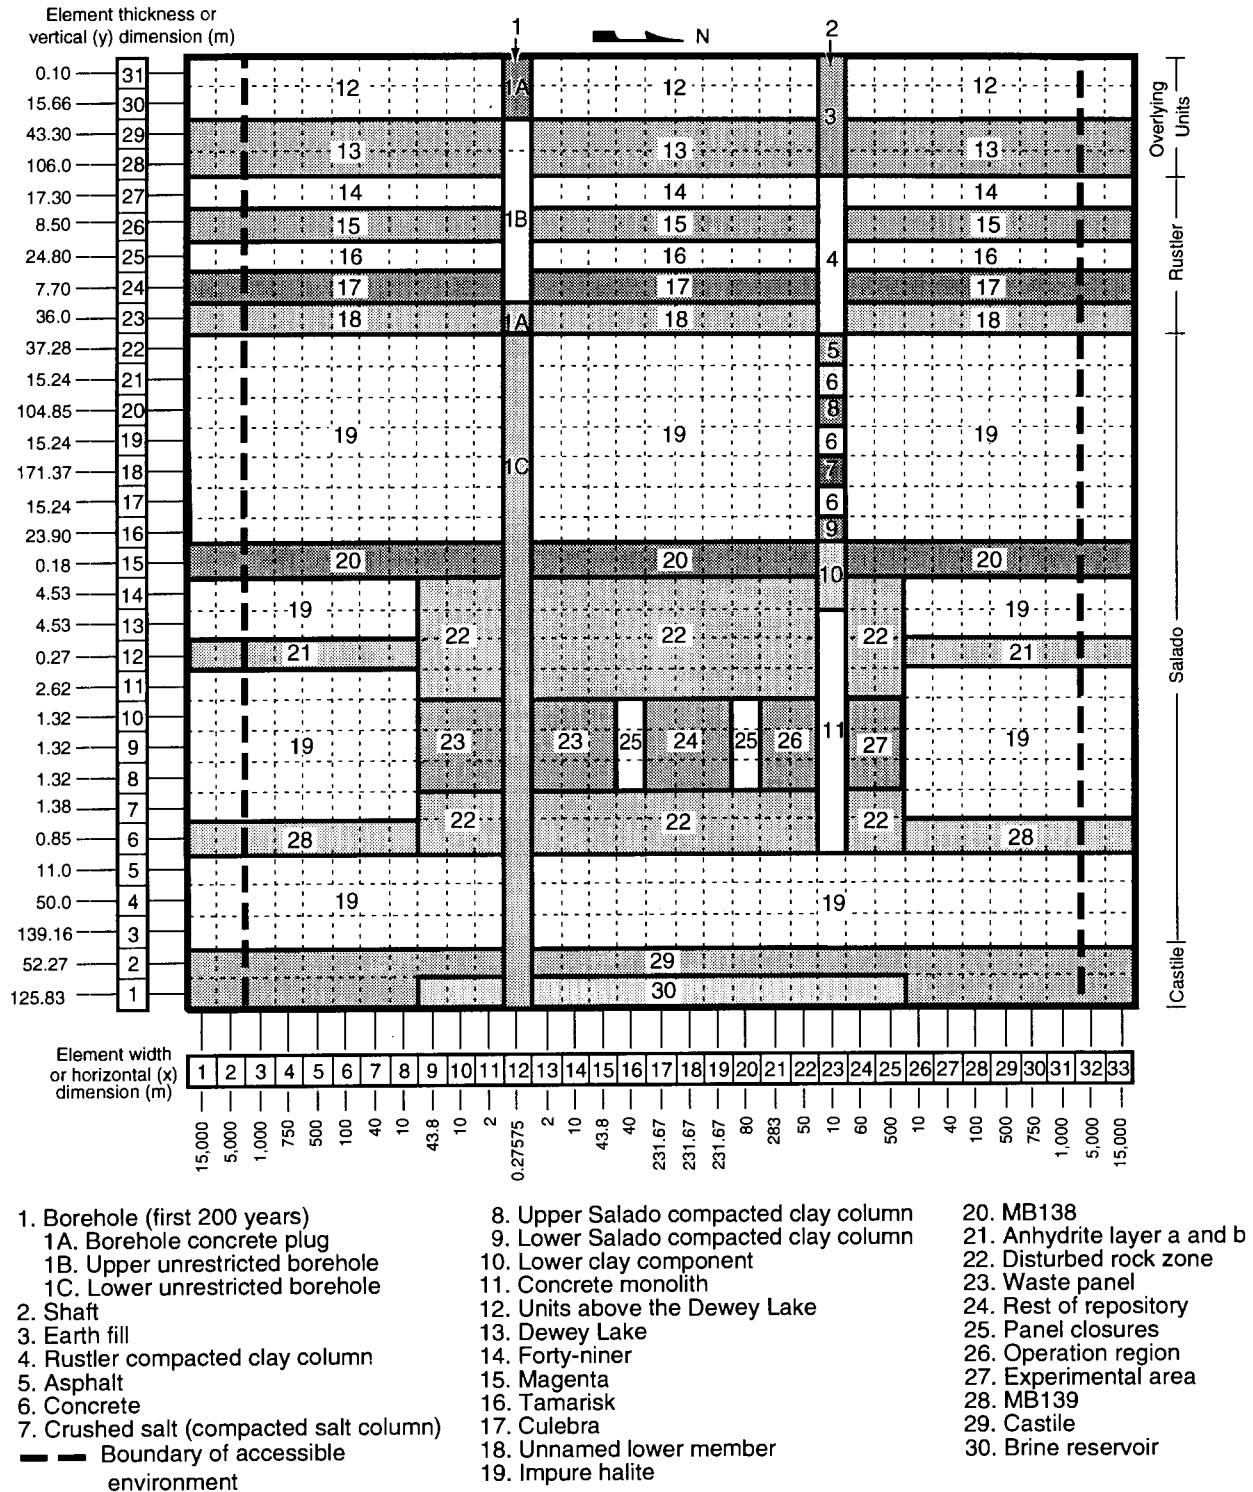 Element thickness or
vertical (y) dimension (m)
1
N
2
0.10 31
15.66 30
43.30 29
106.0 28
17.30 27
8.50 26
24.80 25
7.70 24
36.0 23
37.28 22
15.24 21
104.85 20
15.24 19
171.37 18
15.24 17
23.90 16
0.18 15
4.53 14
4.53 13
0.27 12
2.62 11
1.32 10
1.32 9
1.32 8
1.38 7
0.85 6
11.0 5
50.0 4
139.16 3
52.27 2
125.83 1
12 1A 12 3 12
13 13 13
14 14 14
15 1B 15 15
16 16 4 16
17 17 17
18 1A 18 18
5
6
8
19 19 6 19
1C 7
6
9
20 20 20
10
19 22 22 22 19
21 21
19 23 23 25 24 25 26 11 27 19
28 22 22 22 28
19 19
29
30
Overlying
Units
Rustler
Salado
Castile
Element width
or horizontal (x)
dimension (m)
1 2 3 4 5 6 7 8 9 10 11 12 13 14 15 16 17 18 19 20 21 22 23 24 25 26 27 28 29 30 31 32 33
15,000 5,000 1,000 750 500 100 40 10 43.8 10 2 0.27575 2 10 43.8 40 231.67 231.67 231.67 80 283 50 10 60 500 10 40 100 500 750 1,000 5,000 15,000
1. Borehole (first 200 years)
1A. Borehole concrete plug
1B. Upper unrestricted borehole
1C. Lower unrestricted borehole
2. Shaft
3. Earth fill
4. Rustler compacted clay column
5. Asphalt
6. Concrete
7. Crushed salt (compacted salt column)
Boundary of accessible
environment
8. Upper Salado compacted clay column
9. Lower Salado compacted clay column
10. Lower clay component
11. Concrete monolith
12. Units above the Dewey Lake
13. Dewey Lake
14. Forty-niner
15. Magenta
16. Tamarisk
17. Culebra
18. Unnamed lower member
19. Impure halite
20. MB138
21. Anhydrite layer a and b
22. Disturbed rock zone
23. Waste panel
24. Rest of repository
25. Panel closures
26. Operation region
27. Experimental area
28. MB139
29. Castile
30. Brine reservoir